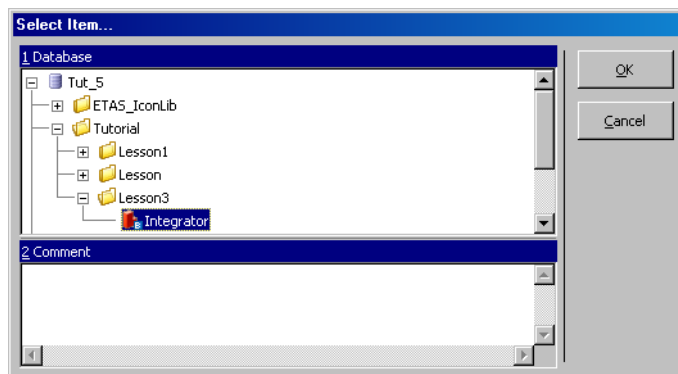 Select Item...
1 Database
OK
Tut_5
ETAS_IconLib
Cancel
Tutorial
Lesson1
Lesson
Lesson3
Integrator
2 Comment